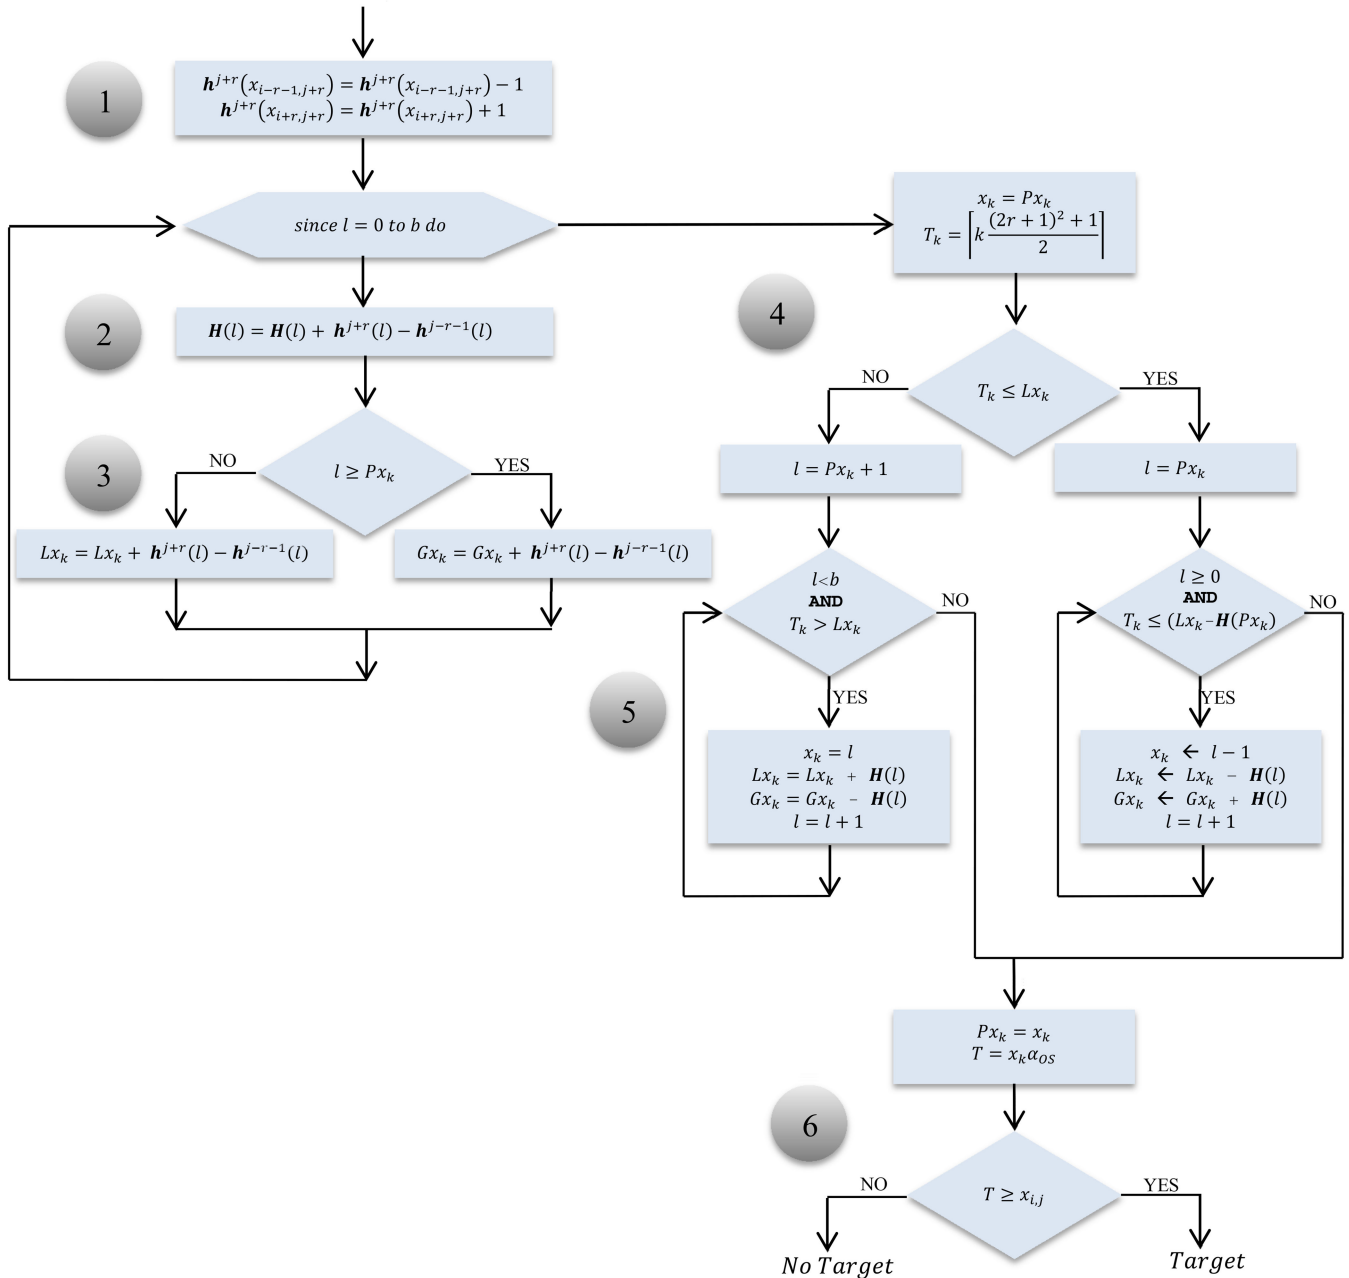 1
𝒉^{j+r}(x_{i−r−1,j+r}) = 𝒉^{j+r}(x_{i−r−1,j+r}) − 1
𝒉^{j+r}(x_{i+r,j+r}) = 𝒉^{j+r}(x_{i+r,j+r}) + 1
since l = 0 to b do
2
𝑯(l) = 𝑯(l) + 𝒉^{j+r}(l) − 𝒉^{j−r−1}(l)
3
NO
l ≥ Px_k
YES
Lx_k = Lx_k + 𝒉^{j+r}(l) − 𝒉^{j−r−1}(l)
Gx_k = Gx_k + 𝒉^{j+r}(l) − 𝒉^{j−r−1}(l)
x_k = Px_k
T_k = ⌈k ((2r + 1)² + 1)/2⌉
4
NO
T_k ≤ Lx_k
YES
l = Px_k + 1
l = Px_k
l<b
AND
T_k > Lx_k
NO
l ≥ 0
AND
T_k ≤ (Lx_k − 𝑯(Px_k)
NO
5
YES
x_k = l
Lx_k = Lx_k + 𝑯(l)
Gx_k = Gx_k − 𝑯(l)
l = l + 1
YES
x_k ← l − 1
Lx_k ← Lx_k − 𝑯(l)
Gx_k ← Gx_k + 𝑯(l)
l = l + 1
Px_k = x_k
T = x_k α_{OS}
6
NO
T ≥ x_{i,j}
YES
No Target
Target